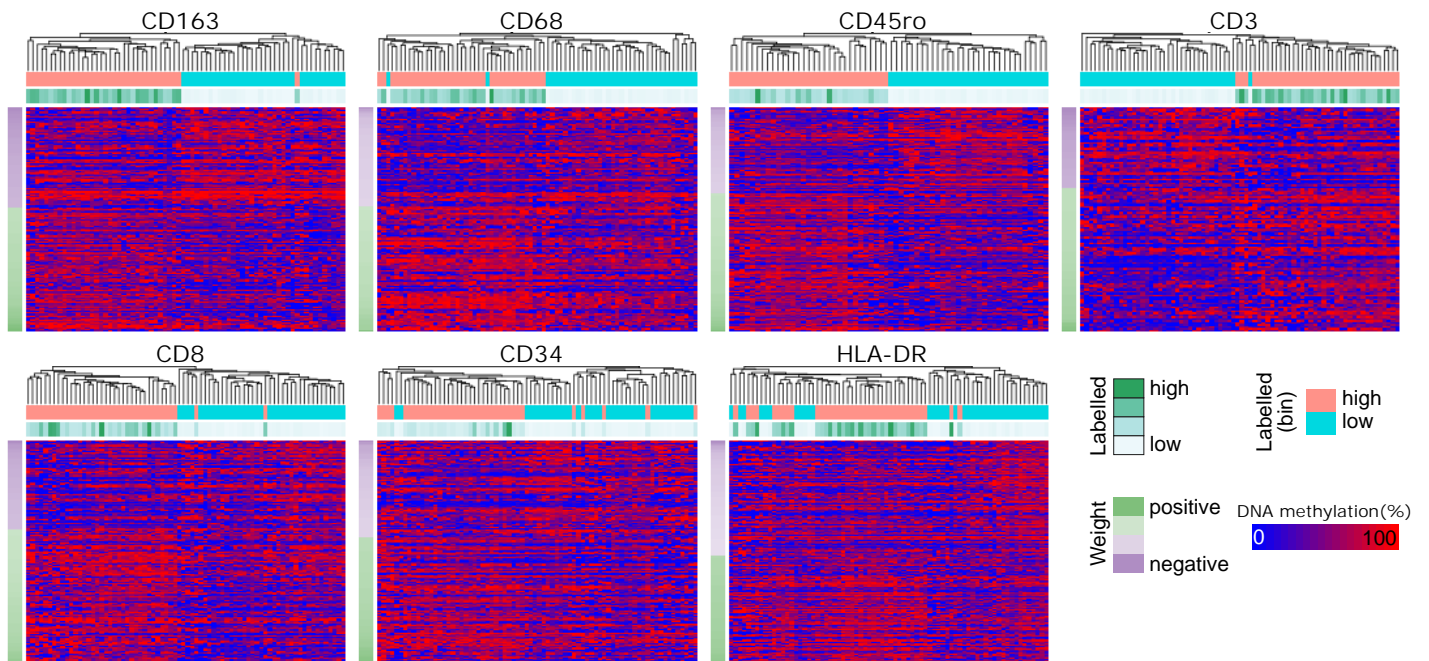 CD163
CD68
CD45ro
CD3
CD8
CD34
HLA-DR
Labelled
high
low
Labelled
(bin)
high
low
Weight
positive
negative
DNA methylation(%)
0
100